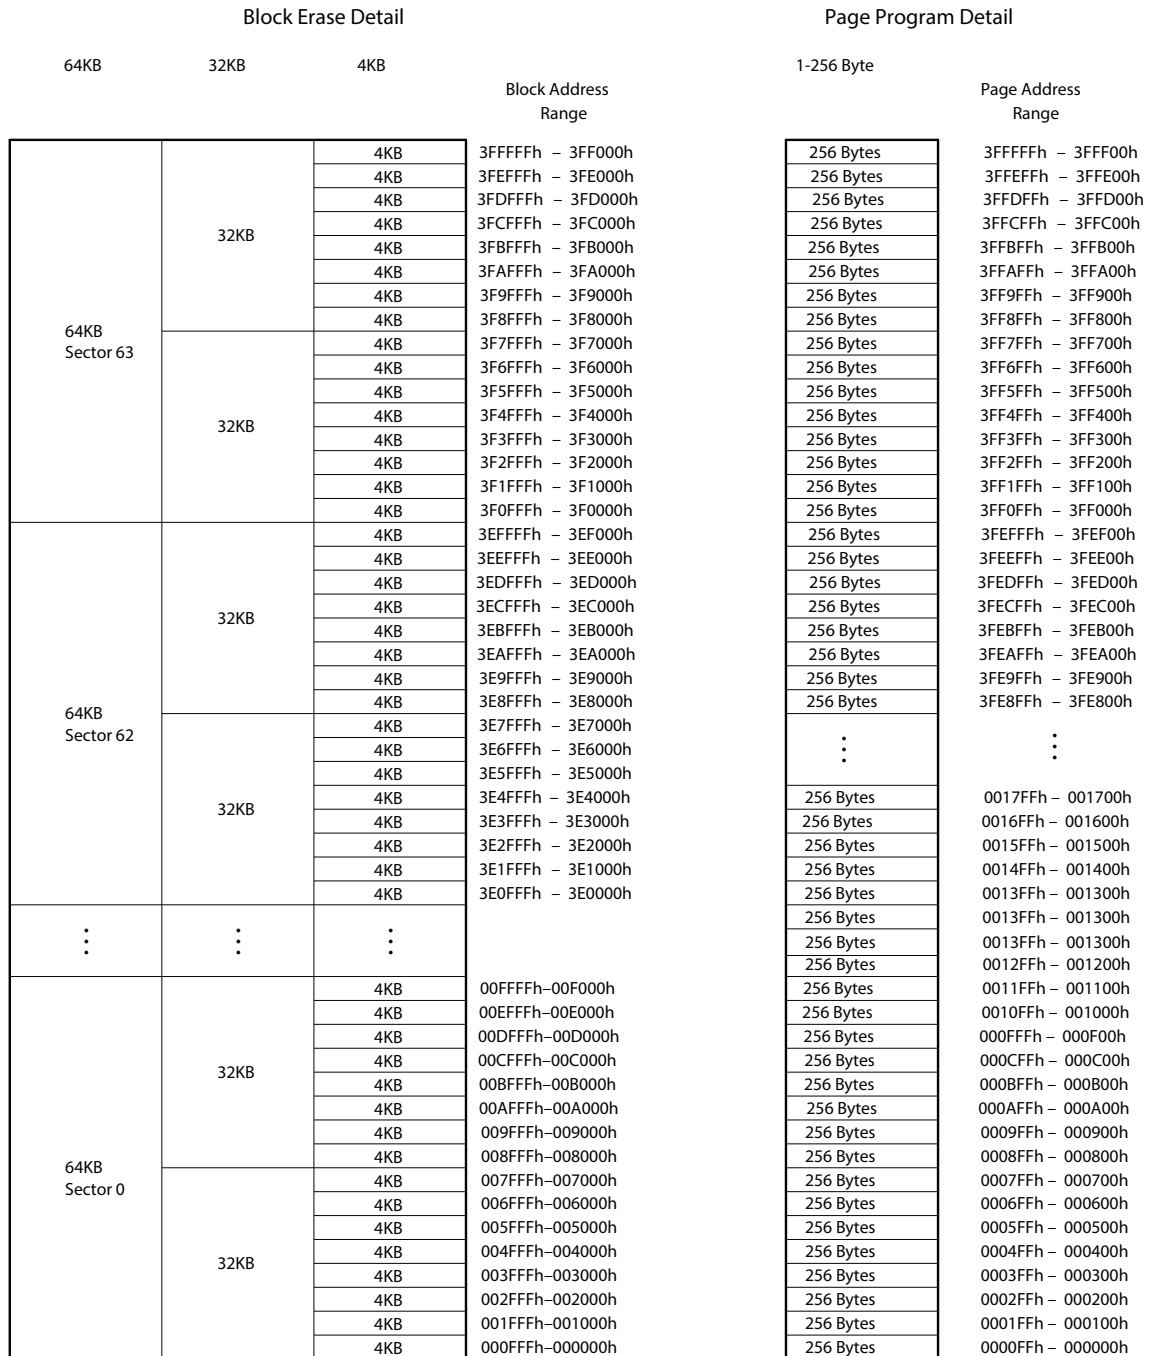 Block Erase Detail Page Program Detail
64KB 32KB 4KB 1-256 Byte
Block Address Page Address
Range Range
4KB 3FFFFFh – 3FF000h 256 Bytes 3FFFFFh – 3FFF00h
4KB 3FEFFFh – 3FE000h 256 Bytes 3FFEFFh – 3FFE00h
4KB 3FDFFFh – 3FD000h 256 Bytes 3FFDFFh – 3FFD00h
4KB 3FCFFFh – 3FC000h 256 Bytes 3FFCFFh – 3FFC00h
32KB
4KB 3FBFFFh – 3FB000h 256 Bytes 3FFBFFh – 3FFB00h
4KB 3FAFFFh – 3FA000h 256 Bytes 3FFAFFh – 3FFA00h
4KB 3F9FFFh – 3F9000h 256 Bytes 3FF9FFh – 3FF900h
4KB 3F8FFFh – 3F8000h 256 Bytes 3FF8FFh – 3FF800h
64KB
4KB 3F7FFFh – 3F7000h 256 Bytes 3FF7FFh – 3FF700h
Sector 63
4KB 3F6FFFh – 3F6000h 256 Bytes 3FF6FFh – 3FF600h
4KB 3F5FFFh – 3F5000h 256 Bytes 3FF5FFh – 3FF500h
4KB 3F4FFFh – 3F4000h 256 Bytes 3FF4FFh – 3FF400h
32KB
4KB 3F3FFFh – 3F3000h 256 Bytes 3FF3FFh – 3FF300h
4KB 3F2FFFh – 3F2000h 256 Bytes 3FF2FFh – 3FF200h
4KB 3F1FFFh – 3F1000h 256 Bytes 3FF1FFh – 3FF100h
4KB 3F0FFFh – 3F0000h 256 Bytes 3FF0FFh – 3FF000h
4KB 3EFFFFh – 3EF000h 256 Bytes 3FEFFFh – 3FEF00h
4KB 3EEFFFh – 3EE000h 256 Bytes 3FEEFFh – 3FEE00h
4KB 3EDFFFh – 3ED000h 256 Bytes 3FEDFFh – 3FED00h
4KB 3ECFFFh – 3EC000h 256 Bytes 3FECFFh – 3FEC00h
32KB
4KB 3EBFFFh – 3EB000h 256 Bytes 3FEBFFh – 3FEB00h
4KB 3EAFFFh – 3EA000h 256 Bytes 3FEAFFh – 3FEA00h
4KB 3E9FFFh – 3E9000h 256 Bytes 3FE9FFh – 3FE900h
4KB 3E8FFFh – 3E8000h 256 Bytes 3FE8FFh – 3FE800h
64KB
4KB 3E7FFFh – 3E7000h
Sector 62
4KB 3E6FFFh – 3E6000h
4KB 3E5FFFh – 3E5000h
4KB 3E4FFFh – 3E4000h 256 Bytes 0017FFh – 001700h
32KB
4KB 3E3FFFh – 3E3000h 256 Bytes 0016FFh – 001600h
4KB 3E2FFFh – 3E2000h 256 Bytes 0015FFh – 001500h
4KB 3E1FFFh – 3E1000h 256 Bytes 0014FFh – 001400h
4KB 3E0FFFh – 3E0000h 256 Bytes 0013FFh – 001300h
256 Bytes 0013FFh – 001300h
256 Bytes 0013FFh – 001300h
256 Bytes 0012FFh – 001200h
4KB 00FFFFh–00F000h 256 Bytes 0011FFh – 001100h
4KB 00EFFFh–00E000h 256 Bytes 0010FFh – 001000h
4KB 00DFFFh–00D000h 256 Bytes 000FFFh – 000F00h
4KB 00CFFFh–00C000h 256 Bytes 000CFFh – 000C00h
32KB
4KB 00BFFFh–00B000h 256 Bytes 000BFFh – 000B00h
4KB 00AFFFh–00A000h 256 Bytes 000AFFh – 000A00h
4KB 009FFFh–009000h 256 Bytes 0009FFh – 000900h
4KB 008FFFh–008000h 256 Bytes 0008FFh – 000800h
64KB
4KB 007FFFh–007000h 256 Bytes 0007FFh – 000700h
Sector 0
4KB 006FFFh–006000h 256 Bytes 0006FFh – 000600h
4KB 005FFFh–005000h 256 Bytes 0005FFh – 000500h
4KB 004FFFh–004000h 256 Bytes 0004FFh – 000400h
32KB
4KB 003FFFh–003000h 256 Bytes 0003FFh – 000300h
4KB 002FFFh–002000h 256 Bytes 0002FFh – 000200h
4KB 001FFFh–001000h 256 Bytes 0001FFh – 000100h
4KB 000FFFh–000000h 256 Bytes 0000FFh – 000000h